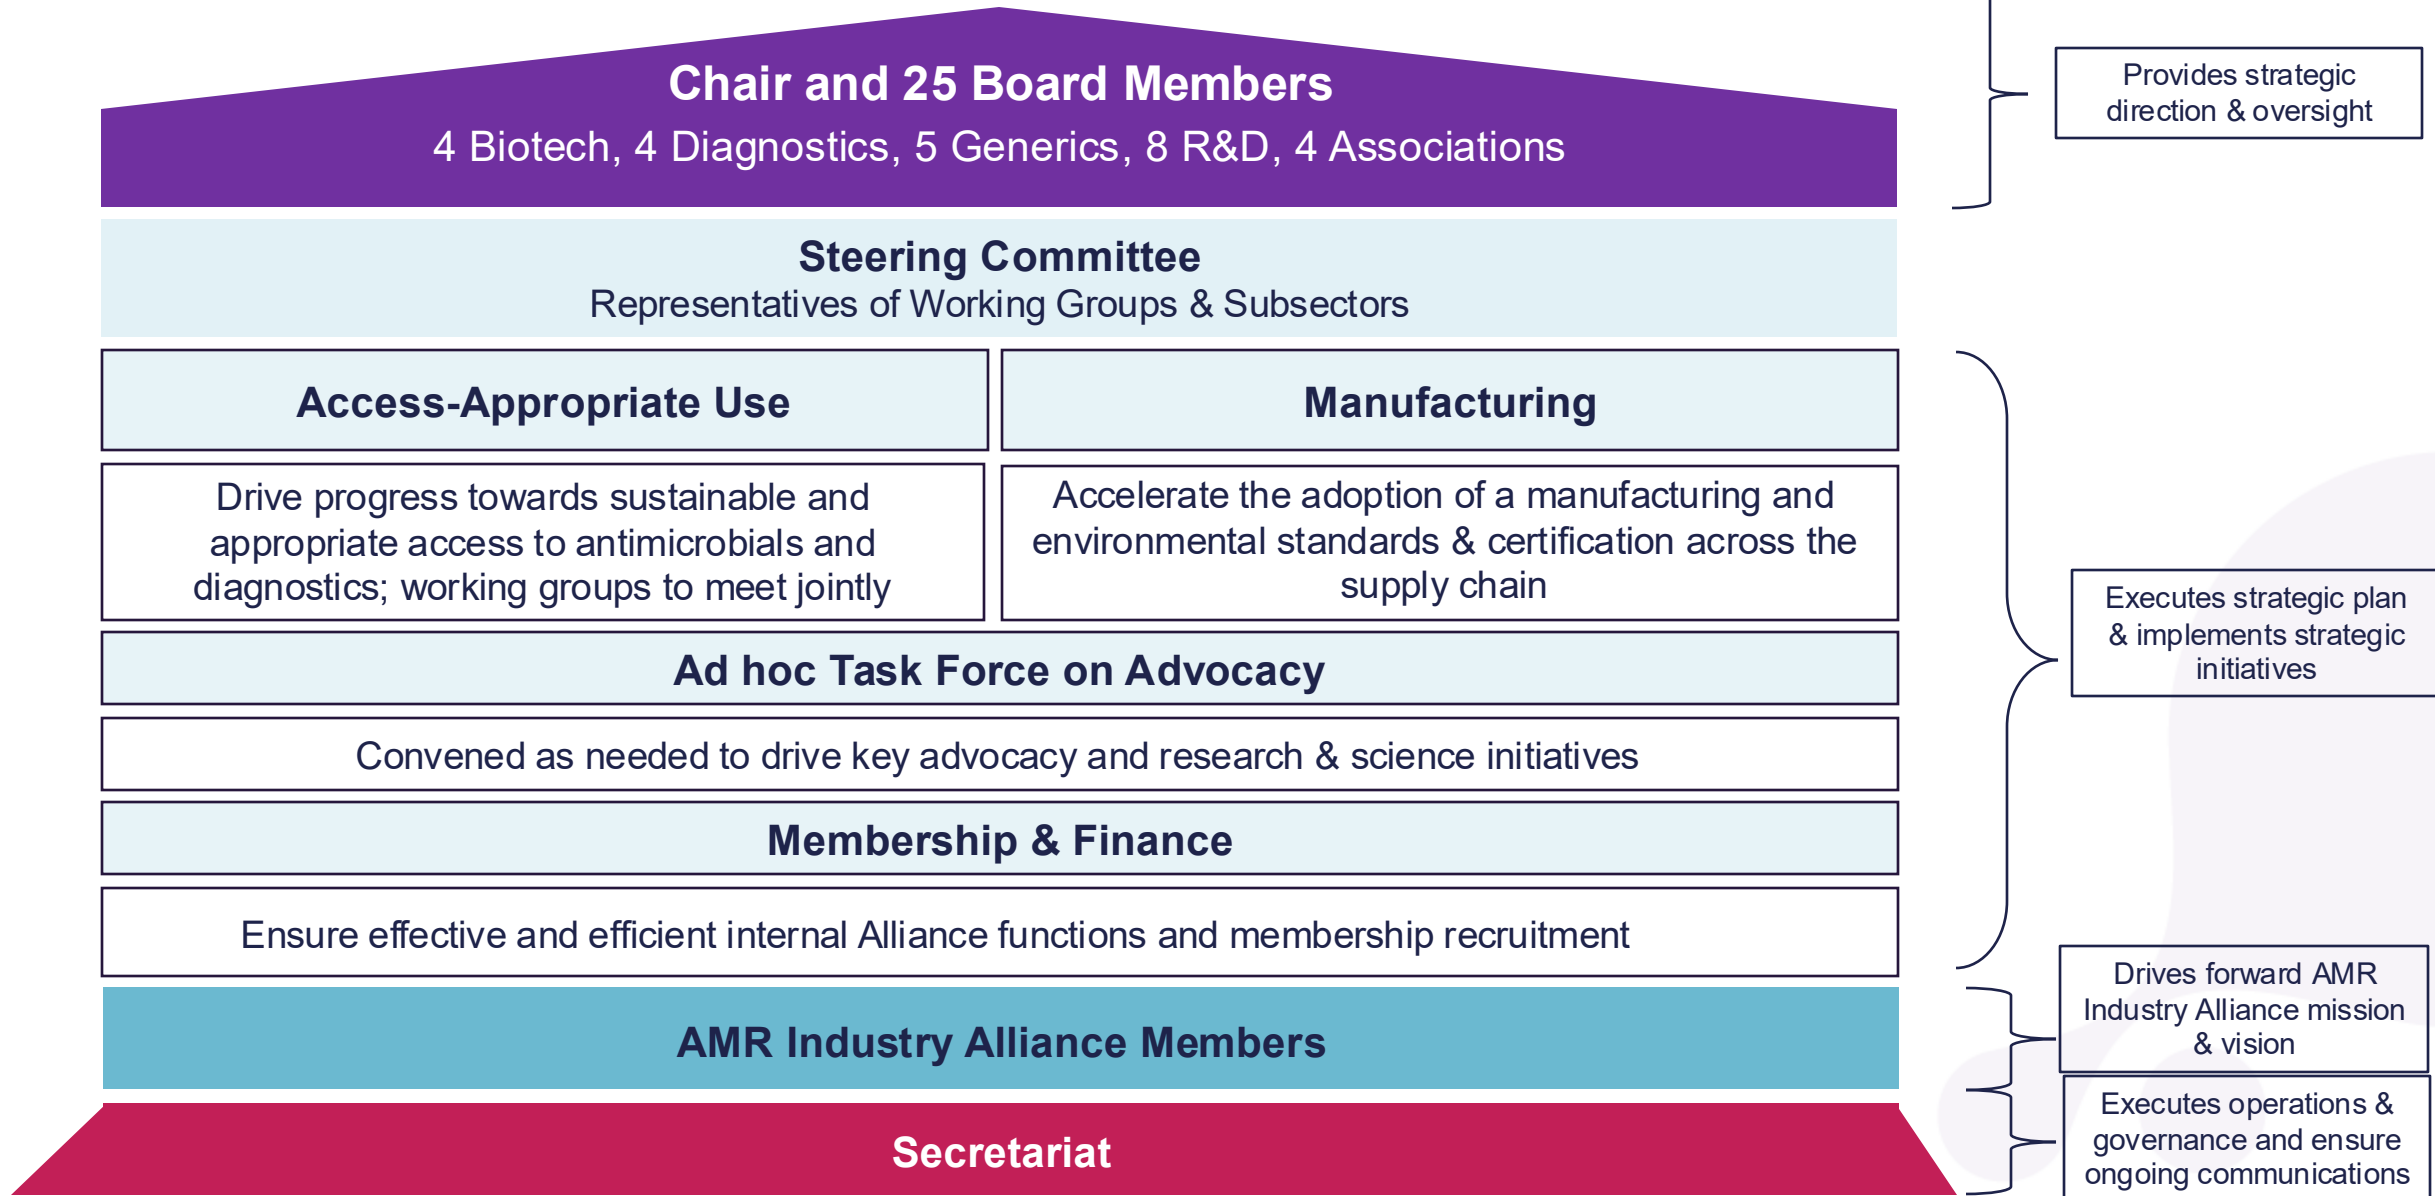 Chair and 25 Board Members
4 Biotech, 4 Diagnostics, 5 Generics, 8 R&D, 4 Associations
Provides strategic
direction & oversight
Steering Committee
Representatives of Working Groups & Subsectors
Access-Appropriate Use
Manufacturing
Drive progress towards sustainable and
appropriate access to antimicrobials and
diagnostics; working groups to meet jointly
Accelerate the adoption of a manufacturing and
environmental standards & certification across the
supply chain
Ad hoc Task Force on Advocacy
Convened as needed to drive key advocacy and research & science initiatives
Membership & Finance
Ensure effective and efficient internal Alliance functions and membership recruitment
Executes strategic plan
& implements strategic
initiatives
AMR Industry Alliance Members
Drives forward AMR
Industry Alliance mission
& vision
Secretariat
Executes operations &
governance and ensure
ongoing communications